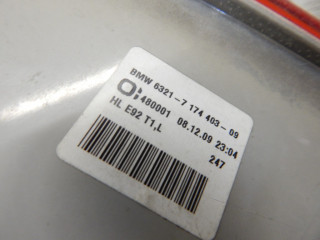 BMW 6321-7 174 403-09
480001 08.12.09 23:04
HL E92 T1,L
247